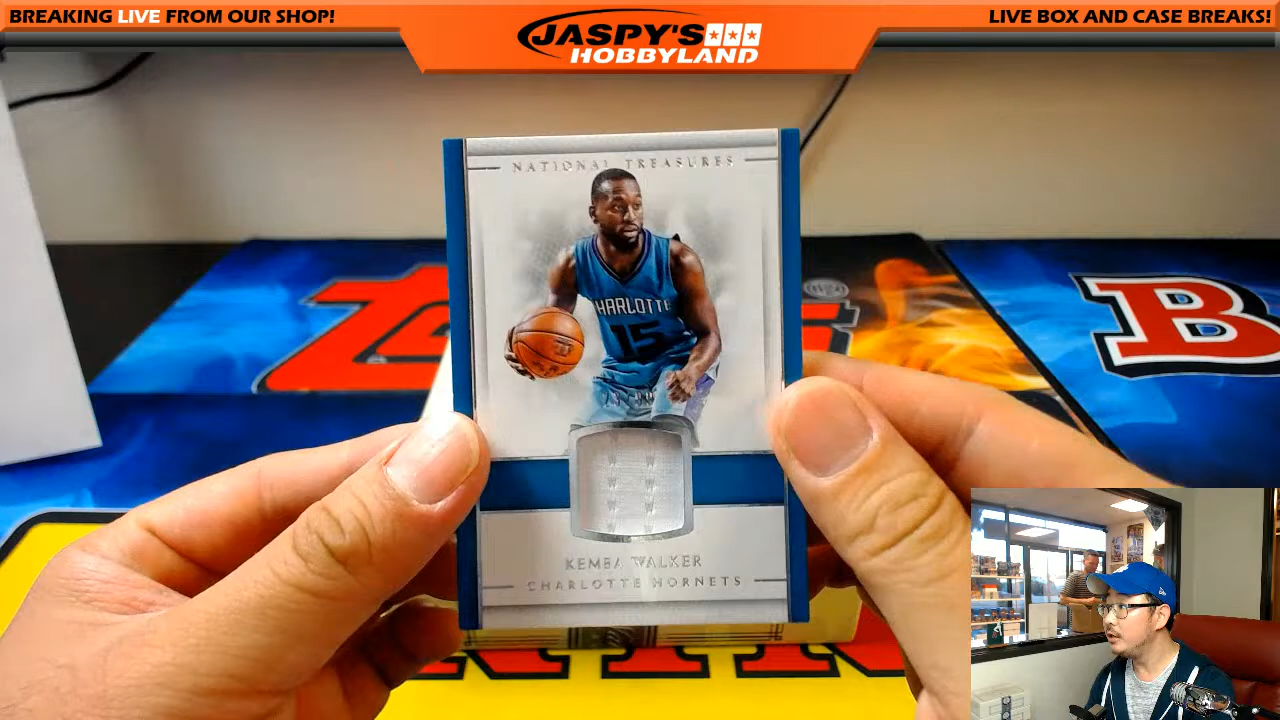 BREAKING LIVE FROM OUR SHOP!
JASPY'S
HOBBYLAND
LIVE BOX AND CASE BREAKS!
NATIONAL TREASURES
CHARLOTTE
15
B
KEMBA WALKER
CHARLOTTE HORNETS